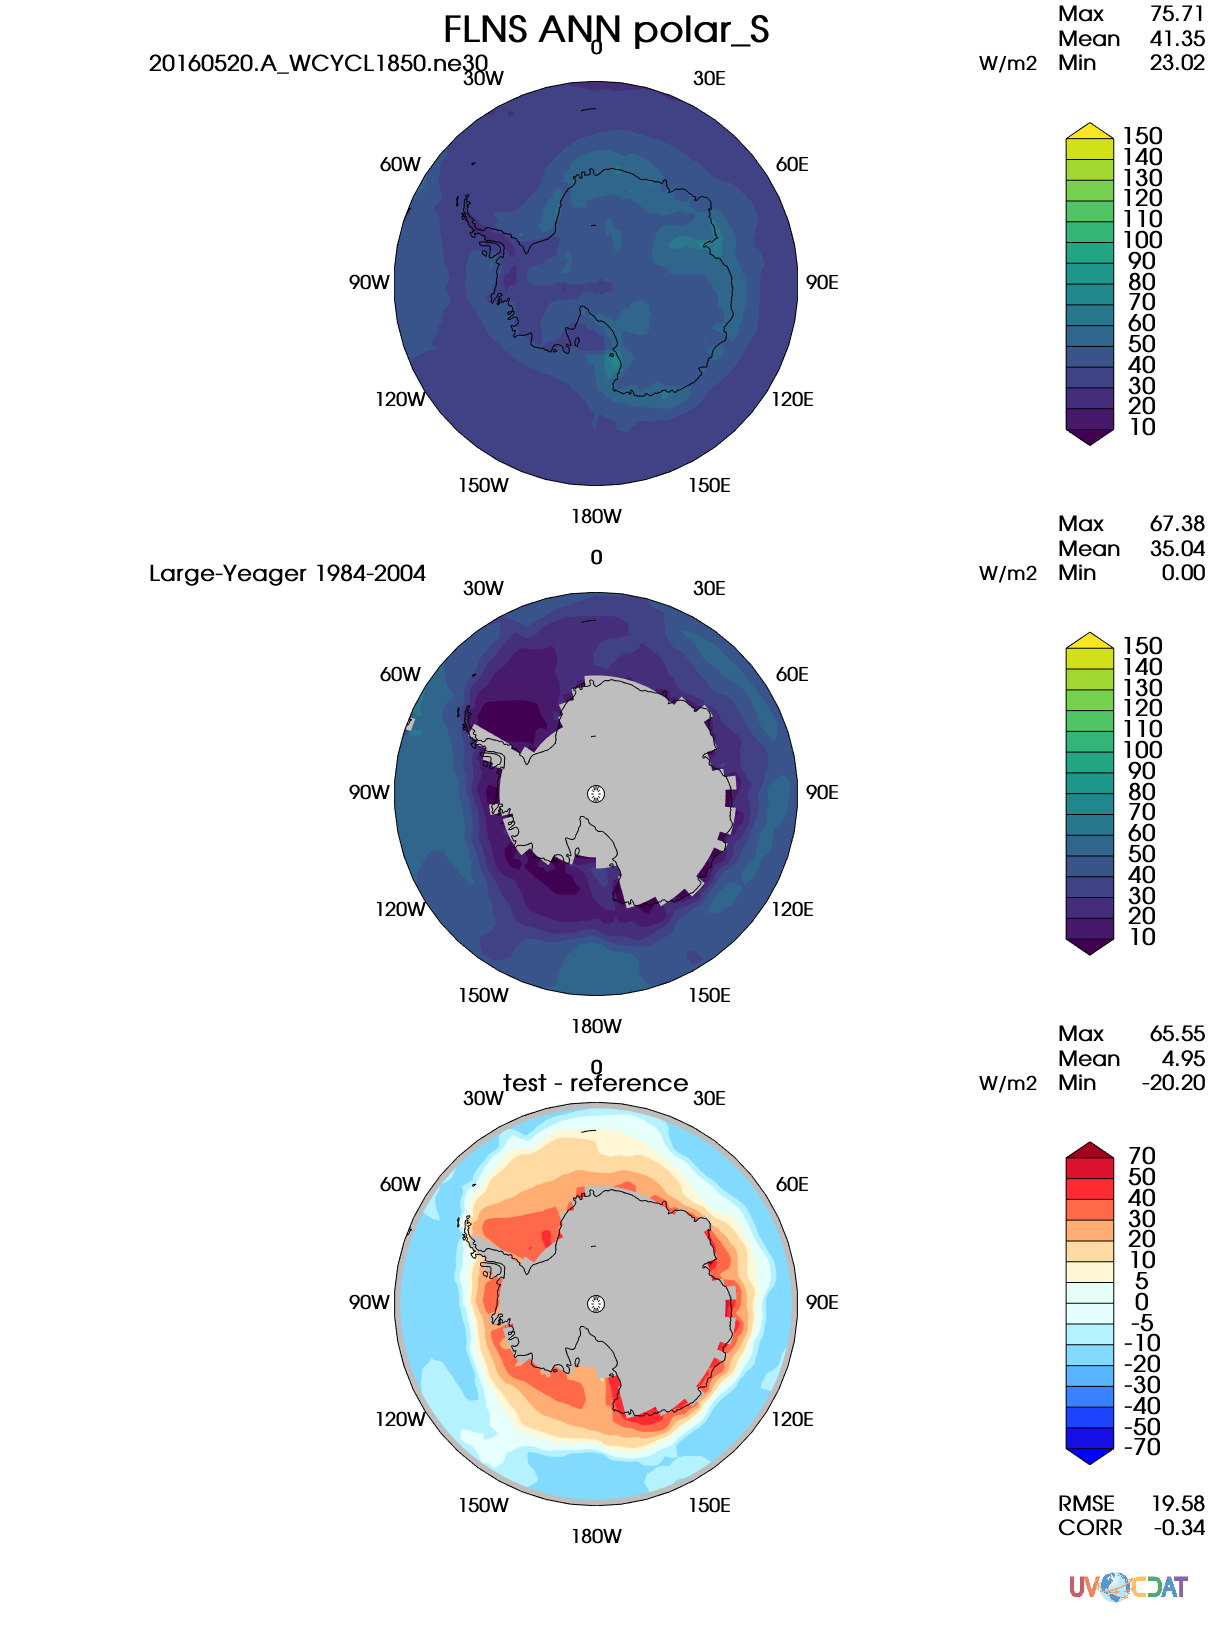 FLNS ANN polar_S
20160520.A_WCYCL1850.ne30
W/m2
Max 75.71
Mean 41.35
Min 23.02
0
30W 30E
60W 60E
90W 90E
120W 120E
150W 150E
180W
150
140
130
120
110
100
90
80
70
60
50
40
30
20
10
Large-Yeager 1984-2004
W/m2
Max 67.38
Mean 35.04
Min 0.00
0
30W 30E
60W 60E
90W 90E
120W 120E
150W 150E
180W
150
140
130
120
110
100
90
80
70
60
50
40
30
20
10
test - reference
W/m2
Max 65.55
Mean 4.95
Min -20.20
0
30W 30E
60W 60E
90W 90E
120W 120E
150W 150E
180W
70
50
40
30
20
10
5
0
-5
-10
-20
-30
-40
-50
-70
RMSE 19.58
CORR -0.34
UVCDAT